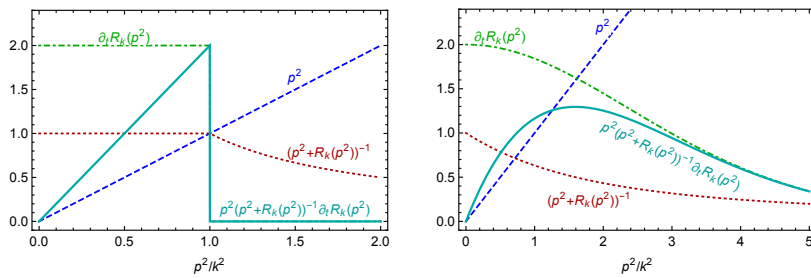 ∂ₜRₖ(p²)
p²
(p²+Rₖ(p²))⁻¹
p²(p²+Rₖ(p²))⁻¹∂ₜRₖ(p²)
2.0
1.5
1.0
0.5
0.0
0.0 0.5 1.0 1.5 2.0
p²/k²
p²
∂ₜRₖ(p²)
p²(p²+Rₖ(p²))⁻¹∂ₜRₖ(p²)
(p²+Rₖ(p²))⁻¹
2.0
1.5
1.0
0.5
0.0
0 1 2 3 4 5
p²/k²